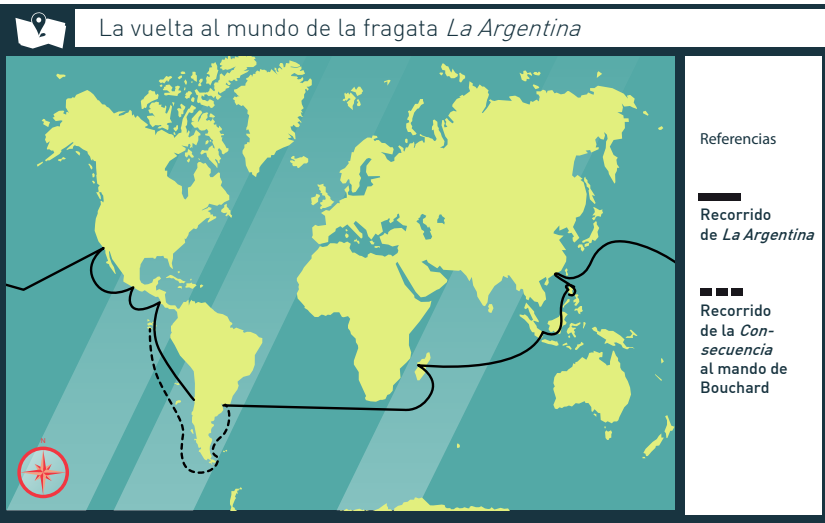 La vuelta al mundo de la fragata La Argentina
Referencias
Recorrido
de La Argentina
Recorrido
de la Con-
secuencia
al mando de
Bouchard
N